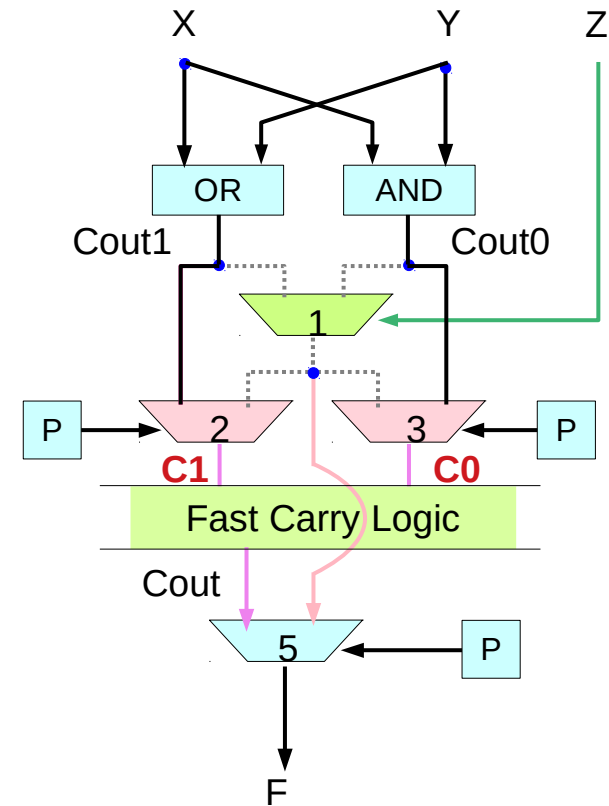 X Y Z
OR AND
Cout1 Cout0
1
P 2 3 P
C1 C0
Fast Carry Logic
Cout
5 P
F